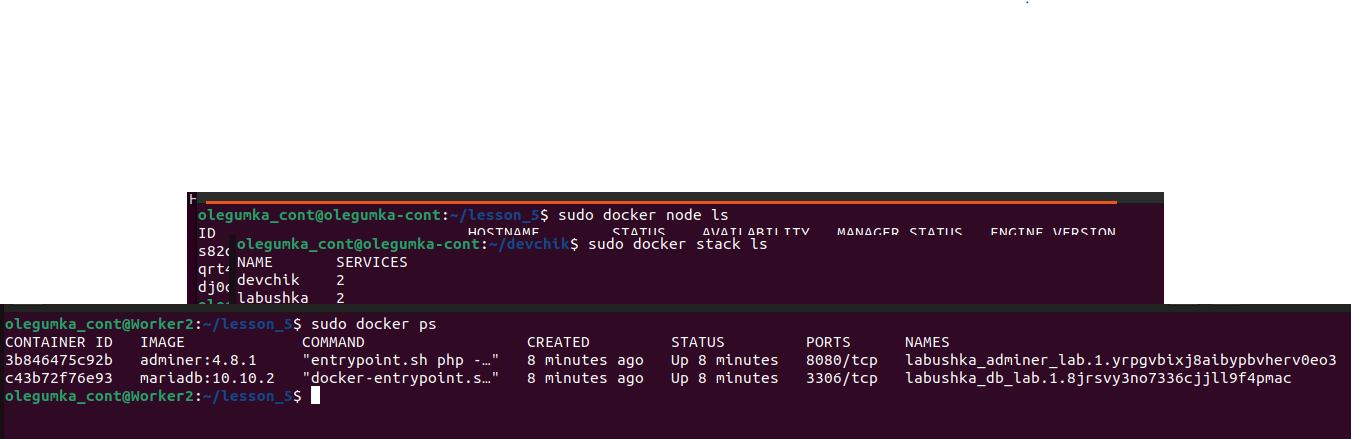 H
olegumka_cont@olegumka-cont:~/lesson_5$ sudo docker node ls
ID HOSTNAME STATUS AVAILABILITY MANAGER STATUS ENGINE VERSION
olegumka_cont@olegumka-cont:~/devchik$ sudo docker stack ls
s82
NAME SERVICES
qrt4
devchik 2
dj0
labushka 2
olegumka_cont@Worker2:~/lesson_5$ sudo docker ps
CONTAINER ID IMAGE COMMAND CREATED STATUS PORTS NAMES
3b846475c92b adminer:4.8.1 "entrypoint.sh php -…" 8 minutes ago Up 8 minutes 8080/tcp labushka_adminer_lab.1.yrpgvbixj8aibypbvherv0eo3
c43b72f76e93 mariadb:10.10.2 "docker-entrypoint.s…" 8 minutes ago Up 8 minutes 3306/tcp labushka_db_lab.1.8jrsvy3no7336cjjll9f4pmac
olegumka_cont@Worker2:~/lesson_5$